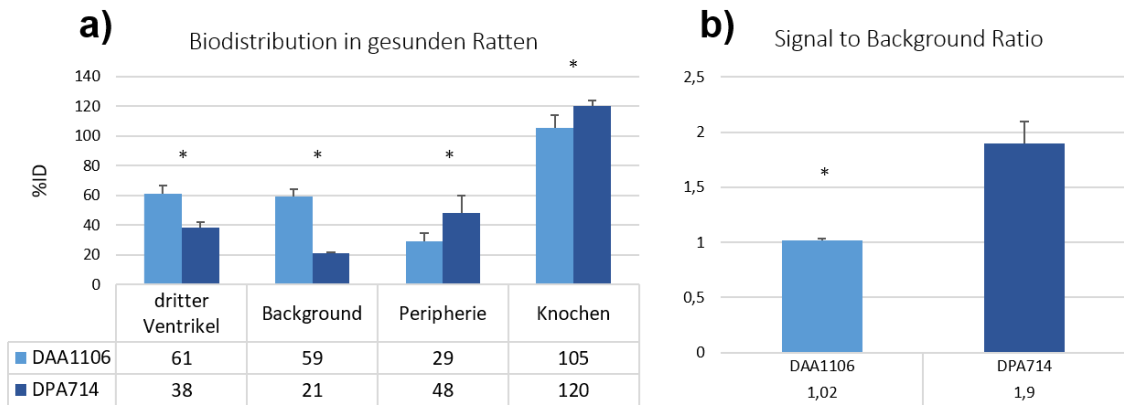 a)
Biodistribution in gesunden Ratten
%ID
140
120
100
80
60
40
20
0
*
*
*
*
dritter Ventrikel
Background
Peripherie
Knochen
DAA1106 61 59 29 105
DPA714 38 21 48 120
b)
Signal to Background Ratio
2,5
2
1,5
1
0,5
0
*
DAA1106 DPA714
1,02 1,9